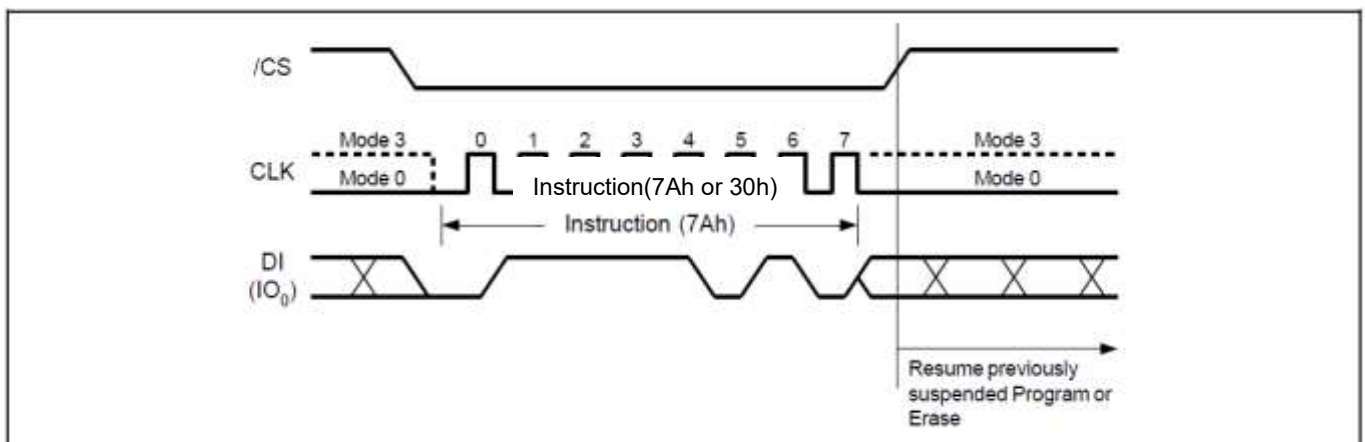 /CS
Mode 3 0 1 2 3 4 5 6 7 Mode 3
CLK
Mode 0 Instruction(7Ah or 30h) Mode 0
Instruction (7Ah)
DI
(IO₀)
Resume previously
suspended Program or
Erase